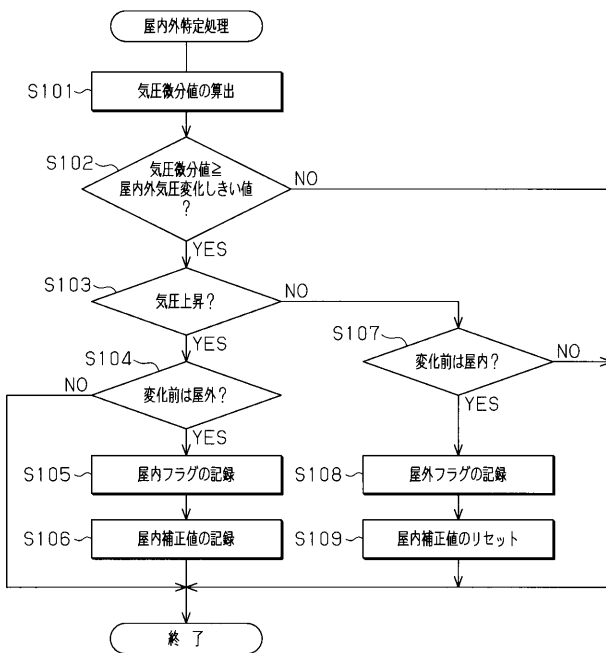 屋内外特定処理
S101
気圧微分値の算出
S102
気圧微分値≧
屋内外気圧変化しきい値
?
NO
YES
S103
気圧上昇?
NO
YES
S104
変化前は屋外?
NO
YES
S107
変化前は屋内?
NO
YES
S105
屋内フラグの記録
S108
屋外フラグの記録
S106
屋内補正値の記録
S109
屋内補正値のリセット
終 了